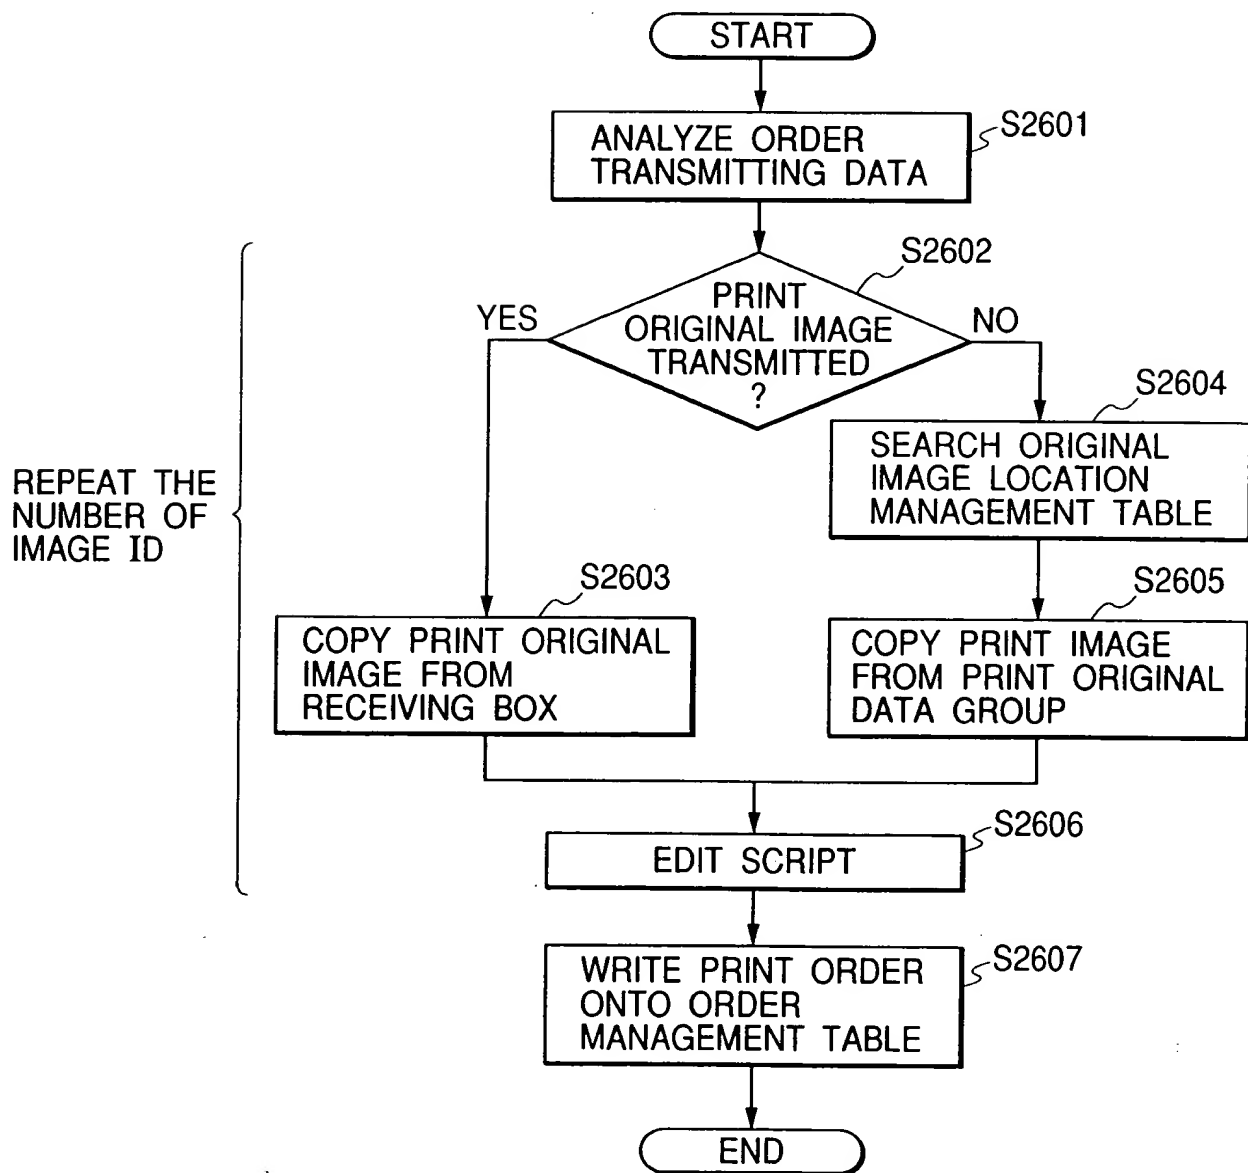 START
ANALYZE ORDER
TRANSMITTING DATA
S2601
S2602
PRINT
ORIGINAL IMAGE
TRANSMITTED
?
YES
NO
S2604
SEARCH ORIGINAL
IMAGE LOCATION
MANAGEMENT TABLE
REPEAT THE
NUMBER OF
IMAGE ID
S2603
COPY PRINT ORIGINAL
IMAGE FROM
RECEIVING BOX
S2605
COPY PRINT IMAGE
FROM PRINT ORIGINAL
DATA GROUP
S2606
EDIT SCRIPT
S2607
WRITE PRINT ORDER
ONTO ORDER
MANAGEMENT TABLE
END